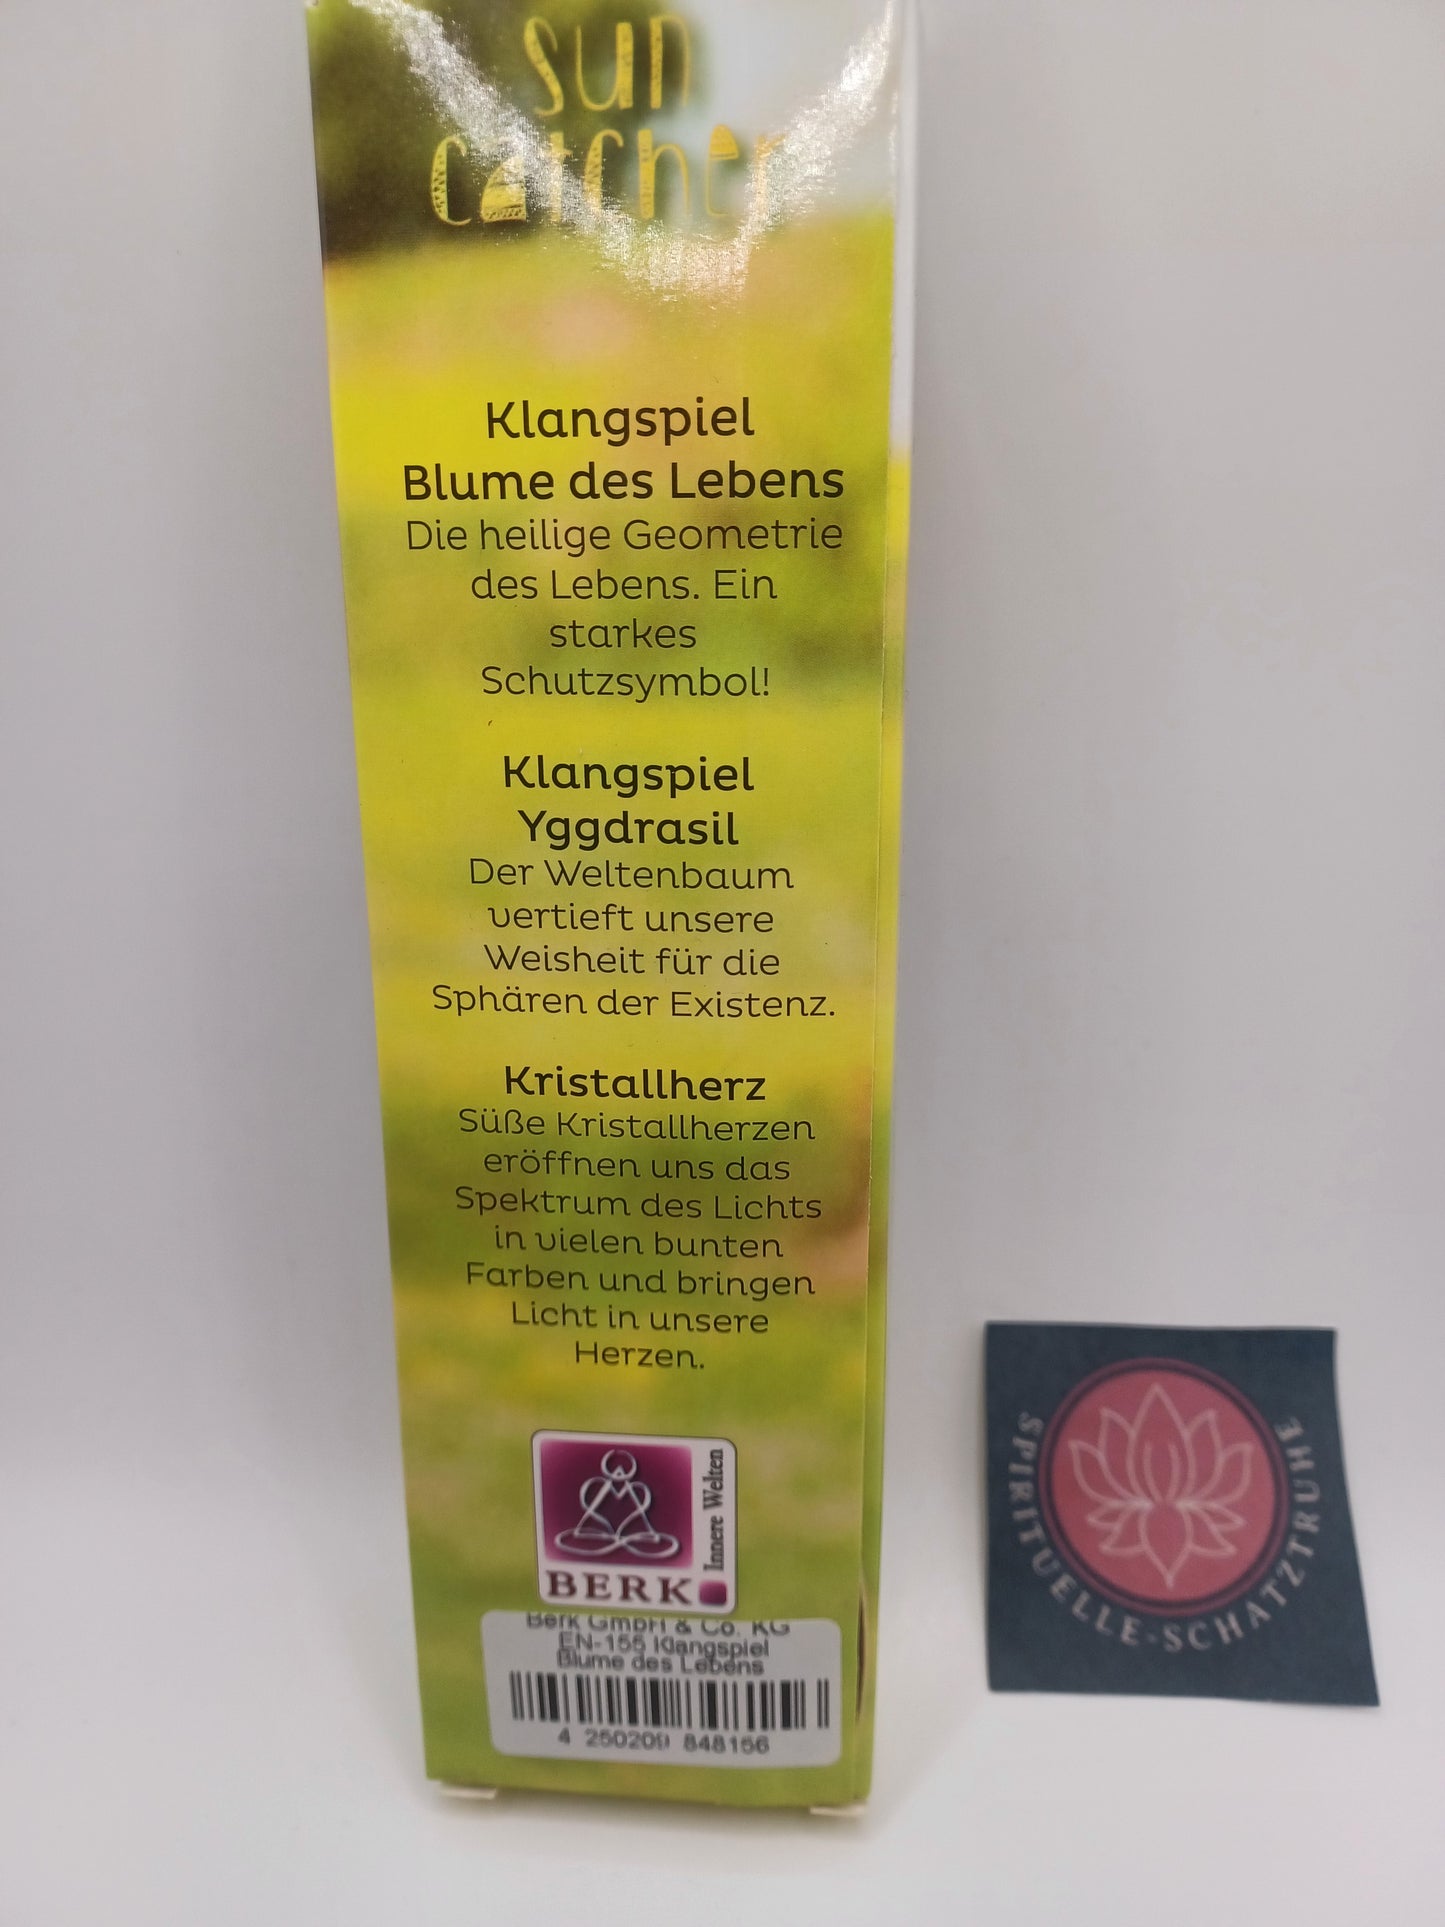 sun
catcher
Klangspiel
Blume des Lebens
Die heilige Geometrie
des Lebens. Ein
starkes
Schutzsymbol!
Klangspiel
Yggdrasil
Der Weltenbaum
vertieft unsere
Weisheit für die
Sphären der Existenz.
Kristallherz
Süße Kristallherzen
eröffnen uns das
Spektrum des Lichts
in vielen bunten
Farben und bringen
Licht in unsere
Herzen.
Innere Welten
BERK
Berk GmbH & Co. KG
EN-155 Klangspiel
Blume des Lebens
4 250209 848156
SPIRITUELLE-SCHATZTRUHE